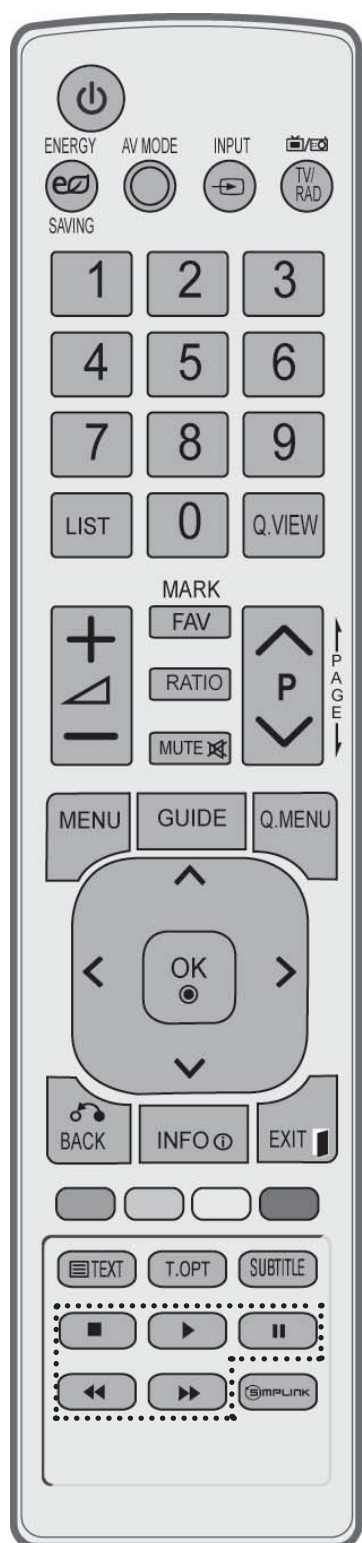 ENERGY AV MODE INPUT
TV/
RAD
SAVING
1 2 3
4 5 6
7 8 9
LIST 0 Q.VIEW
MARK
FAV
RATIO P PAGE
MUTE
MENU GUIDE Q.MENU
OK
BACK INFO EXIT
TEXT T.OPT SUBTITLE
SIMPLINK